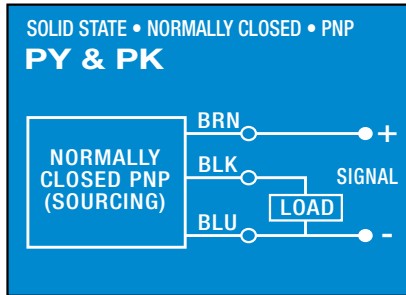 SOLID STATE • NORMALLY CLOSED • PNP
PY & PK
BRN
+
NORMALLY
CLOSED PNP
(SOURCING)
BLK
SIGNAL
LOAD
BLU
-